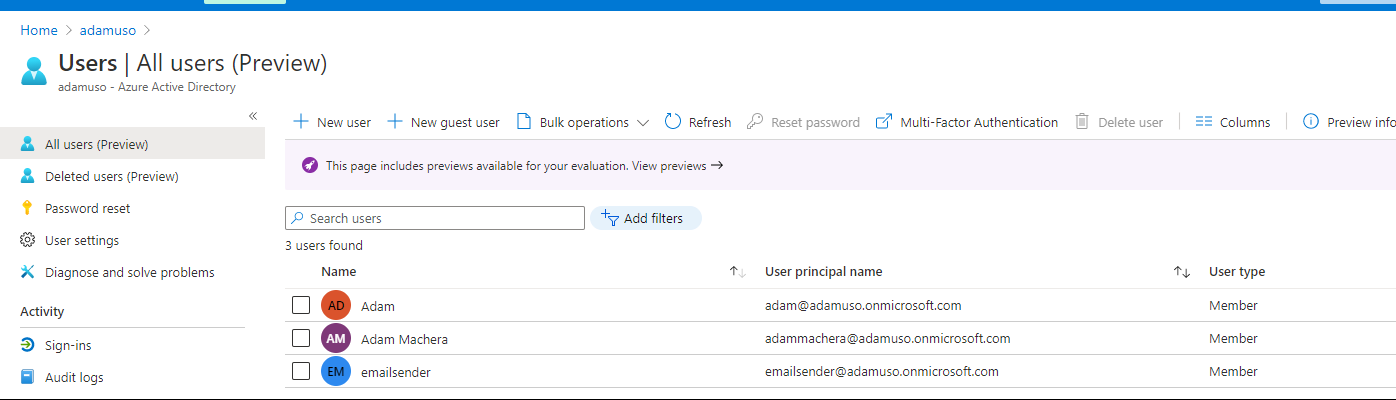 Home > adamuso >
Users | All users (Preview)
adamuso - Azure Active Directory
«
All users (Preview)
Deleted users (Preview)
Password reset
User settings
Diagnose and solve problems
Activity
Sign-ins
Audit logs
+ New user + New guest user Bulk operations Refresh Reset password Multi-Factor Authentication Delete user | Columns | Preview info
This page includes previews available for your evaluation. View previews →
Search users Add filters
3 users found
Name ↑↓ User principal name ↑↓ User type
AD Adam adam@adamuso.onmicrosoft.com Member
AM Adam Machera adammachera@adamuso.onmicrosoft.com Member
EM emailsender emailsender@adamuso.onmicrosoft.com Member